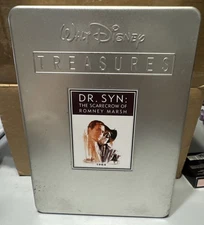 WALT DISNEY
TREASURES
DR. SYN:
THE SCARECROW OF
ROMNEY MARSH